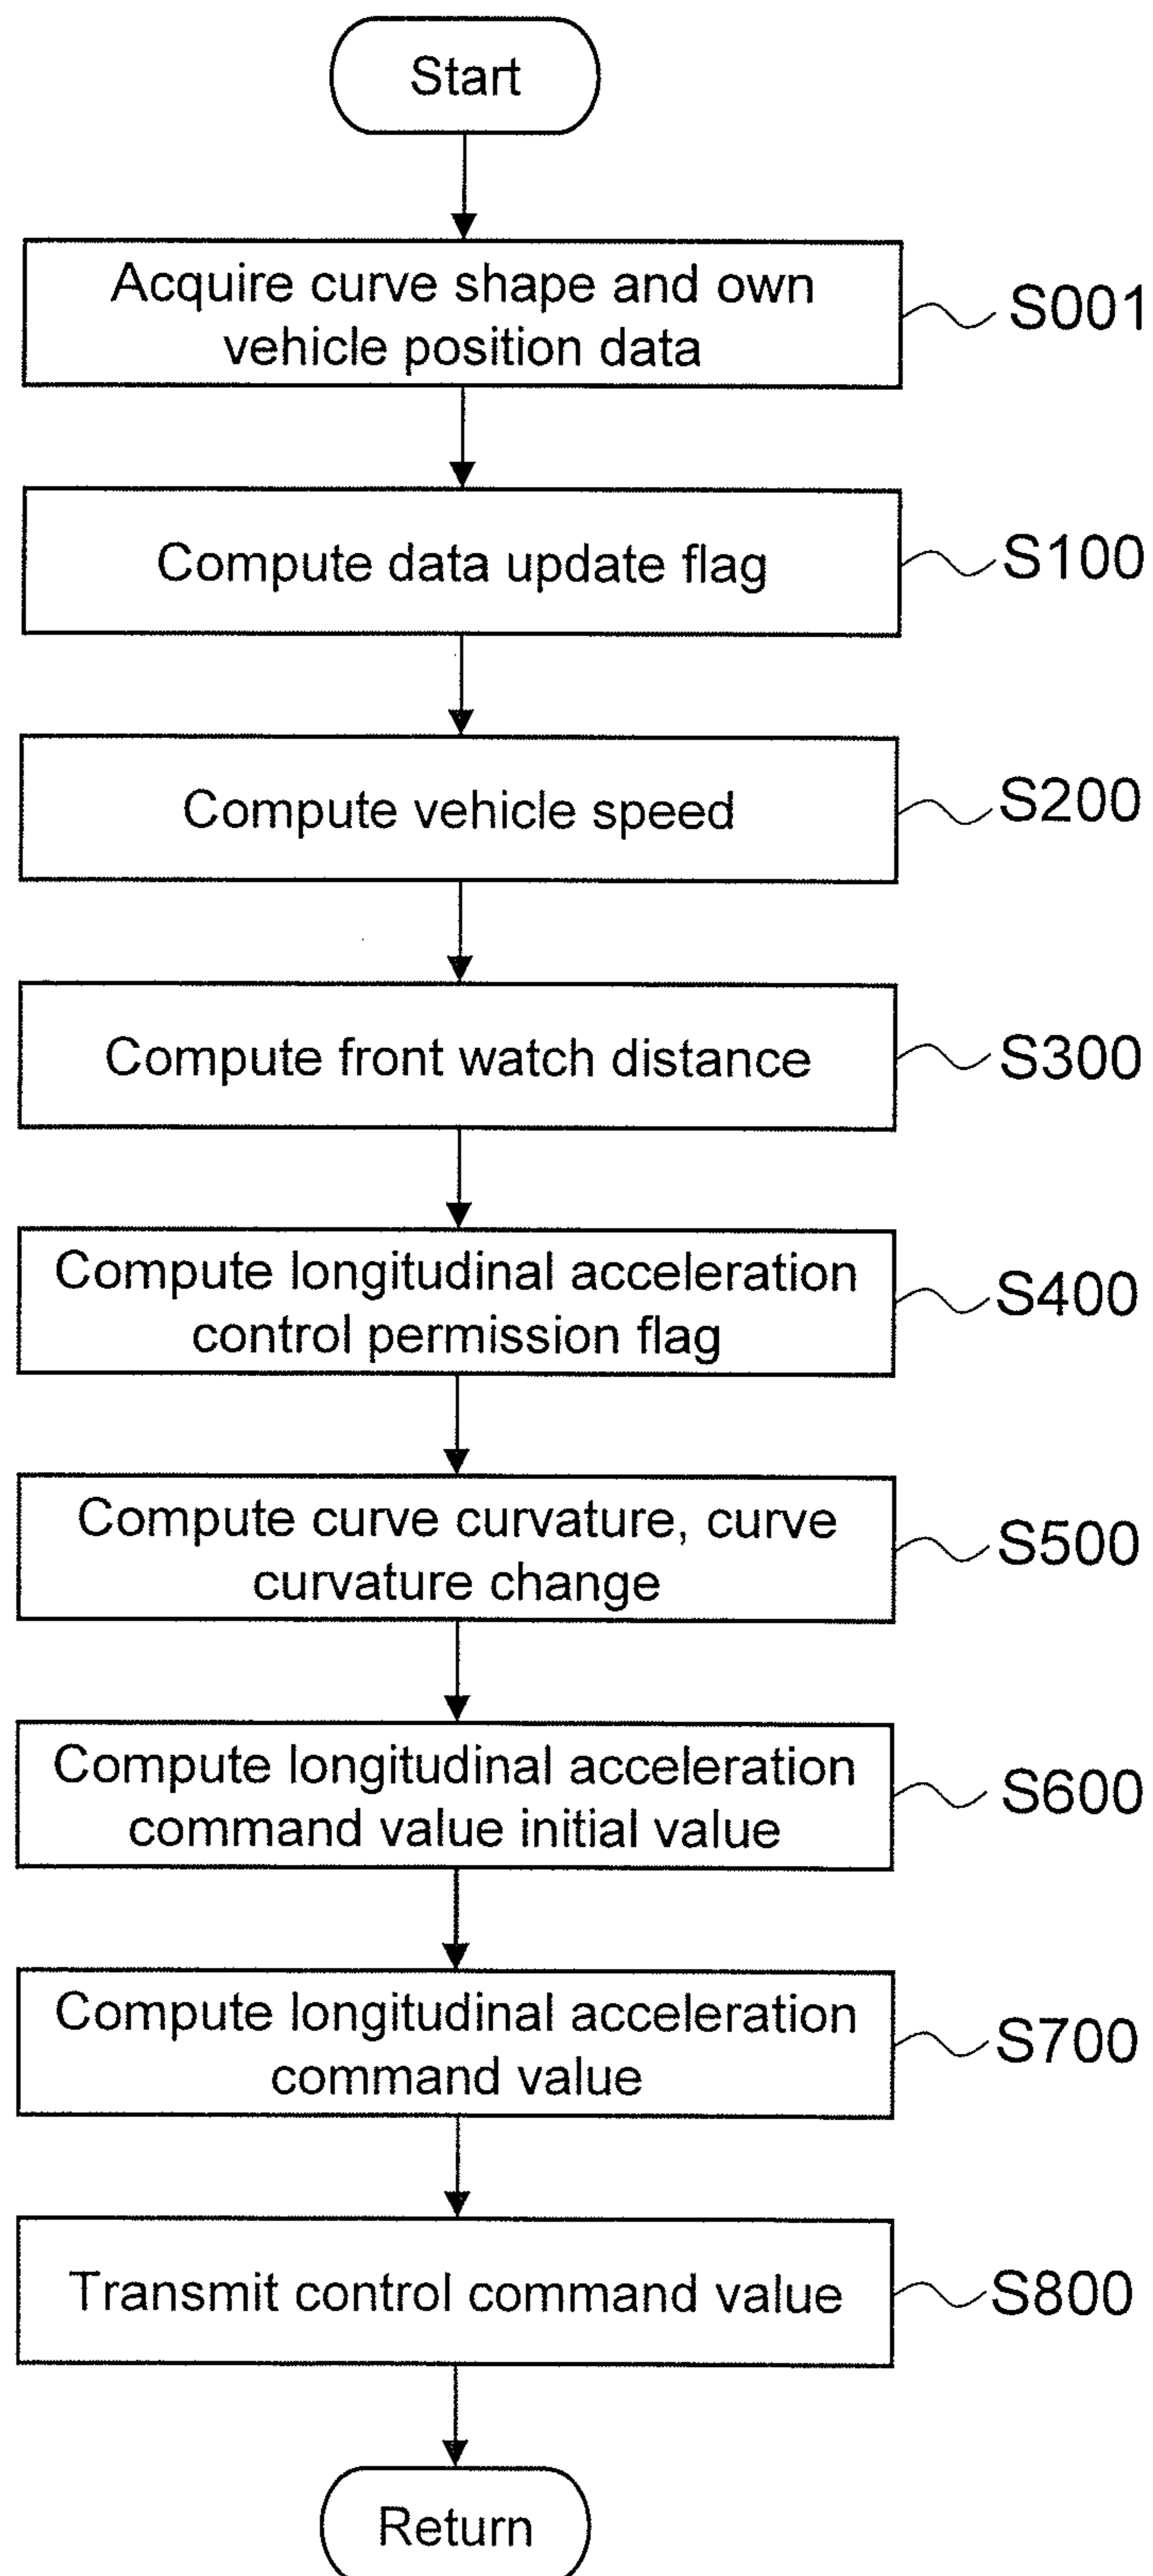 Start
Acquire curve shape and own
vehicle position data
S001
Compute data update flag
S100
Compute vehicle speed
S200
Compute front watch distance
S300
Compute longitudinal acceleration
control permission flag
S400
Compute curve curvature, curve
curvature change
S500
Compute longitudinal acceleration
command value initial value
S600
Compute longitudinal acceleration
command value
S700
Transmit control command value
S800
Return